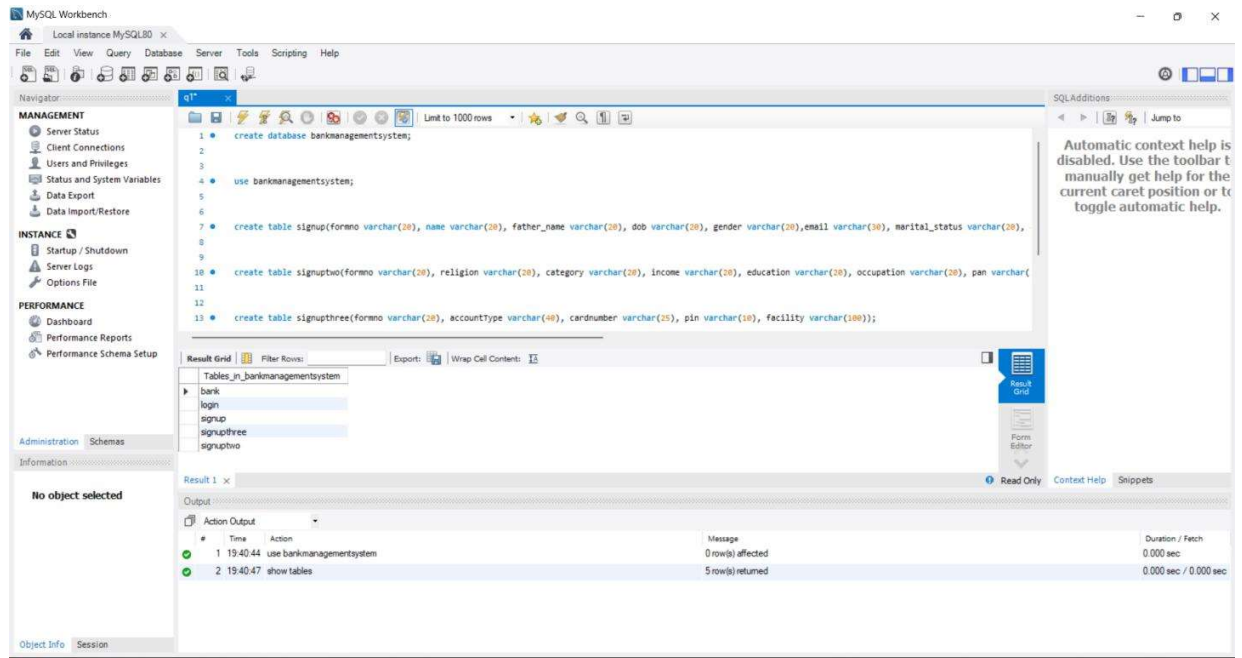 MySQL Workbench
Local instance MySQL80 ×
File Edit View Query Database Server Tools Scripting Help
Navigator
MANAGEMENT
Server Status
Client Connections
Users and Privileges
Status and System Variables
Data Export
Data Import/Restore
INSTANCE
Startup / Shutdown
Server Logs
Options File
PERFORMANCE
Dashboard
Performance Reports
Performance Schema Setup
Administration Schemas
Information
No object selected
Object Info Session
q1* ×
Limit to 1000 rows
1 create database bankmanagementsystem;
2
3
4 use bankmanagementsystem;
5
6
7 create table signup(formno varchar(20), name varchar(20), father_name varchar(20), dob varchar(20), gender varchar(20),email varchar(30), marital_status varchar(20),
8
9
10 create table signuptwo(formno varchar(20), religion varchar(20), category varchar(20), income varchar(20), education varchar(20), occupation varchar(20), pan varchar(
11
12
13 create table signupthree(formno varchar(20), accountType varchar(40), cardnumber varchar(25), pin varchar(10), facility varchar(100));
Result Grid Filter Rows: Export: Wrap Cell Content:
Tables_in_bankmanagementsystem
bank
login
signup
signupthree
signuptwo
Result Grid
Form Editor
Result 1 × Read Only
Output
Action Output
# Time Action Message Duration / Fetch
1 19:40:44 use bankmanagementsystem 0 row(s) affected 0.000 sec
2 19:40:47 show tables 5 row(s) returned 0.000 sec / 0.000 sec
SQLAdditions
Jump to
Automatic context help is
disabled. Use the toolbar t
manually get help for the
current caret position or to
toggle automatic help.
Context Help Snippets